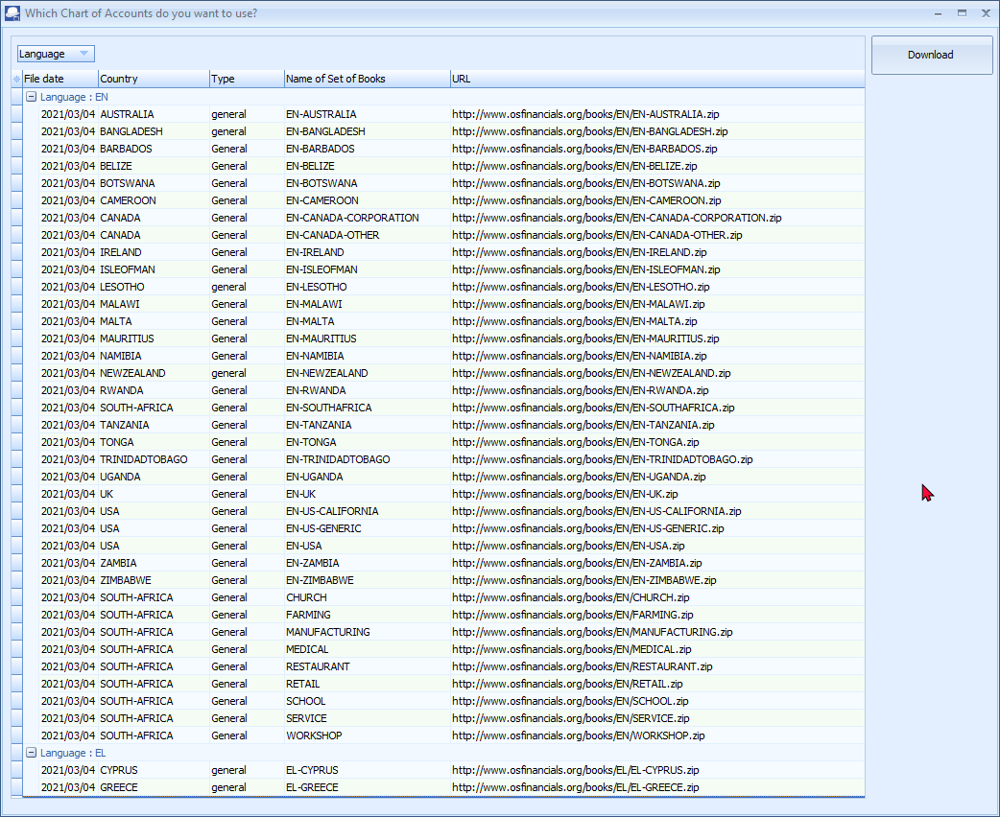 Which Chart of Accounts do you want to use?
Language
Download
File date Country Type Name of Set of Books URL
Language : EN
2021/03/04 AUSTRALIA general EN-AUSTRALIA http://www.osfinancials.org/books/EN/EN-AUSTRALIA.zip
2021/03/04 BANGLADESH general EN-BANGLADESH http://www.osfinancials.org/books/EN/EN-BANGLADESH.zip
2021/03/04 BARBADOS General EN-BARBADOS http://www.osfinancials.org/books/EN/EN-BARBADOS.zip
2021/03/04 BELIZE General EN-BELIZE http://www.osfinancials.org/books/EN/EN-BELIZE.zip
2021/03/04 BOTSWANA General EN-BOTSWANA http://www.osfinancials.org/books/EN/EN-BOTSWANA.zip
2021/03/04 CAMEROON General EN-CAMEROON http://www.osfinancials.org/books/EN/EN-CAMEROON.zip
2021/03/04 CANADA General EN-CANADA-CORPORATION http://www.osfinancials.org/books/EN/EN-CANADA-CORPORATION.zip
2021/03/04 CANADA General EN-CANADA-OTHER http://www.osfinancials.org/books/EN/EN-CANADA-OTHER.zip
2021/03/04 IRELAND General EN-IRELAND http://www.osfinancials.org/books/EN/EN-IRELAND.zip
2021/03/04 ISLEOFMAN General EN-ISLEOFMAN http://www.osfinancials.org/books/EN/EN-ISLEOFMAN.zip
2021/03/04 LESOTHO general EN-LESOTHO http://www.osfinancials.org/books/EN/EN-LESOTHO.zip
2021/03/04 MALAWI General EN-MALAWI http://www.osfinancials.org/books/EN/EN-MALAWI.zip
2021/03/04 MALTA General EN-MALTA http://www.osfinancials.org/books/EN/EN-MALTA.zip
2021/03/04 MAURITIUS General EN-MAURITIUS http://www.osfinancials.org/books/EN/EN-MAURITIUS.zip
2021/03/04 NAMIBIA General EN-NAMIBIA http://www.osfinancials.org/books/EN/EN-NAMIBIA.zip
2021/03/04 NEWZEALAND general EN-NEWZEALAND http://www.osfinancials.org/books/EN/EN-NEWZEALAND.zip
2021/03/04 RWANDA General EN-RWANDA http://www.osfinancials.org/books/EN/EN-RWANDA.zip
2021/03/04 SOUTH-AFRICA General EN-SOUTHAFRICA http://www.osfinancials.org/books/EN/EN-SOUTHAFRICA.zip
2021/03/04 TANZANIA General EN-TANZANIA http://www.osfinancials.org/books/EN/EN-TANZANIA.zip
2021/03/04 TONGA General EN-TONGA http://www.osfinancials.org/books/EN/EN-TONGA.zip
2021/03/04 TRINIDADTOBAGO General EN-TRINIDADTOBAGO http://www.osfinancials.org/books/EN/EN-TRINIDADTOBAGO.zip
2021/03/04 UGANDA General EN-UGANDA http://www.osfinancials.org/books/EN/EN-UGANDA.zip
2021/03/04 UK General EN-UK http://www.osfinancials.org/books/EN/EN-UK.zip
2021/03/04 USA General EN-US-CALIFORNIA http://www.osfinancials.org/books/EN/EN-US-CALIFORNIA.zip
2021/03/04 USA General EN-US-GENERIC http://www.osfinancials.org/books/EN/EN-US-GENERIC.zip
2021/03/04 USA General EN-USA http://www.osfinancials.org/books/EN/EN-USA.zip
2021/03/04 ZAMBIA General EN-ZAMBIA http://www.osfinancials.org/books/EN/EN-ZAMBIA.zip
2021/03/04 ZIMBABWE General EN-ZIMBABWE http://www.osfinancials.org/books/EN/EN-ZIMBABWE.zip
2021/03/04 SOUTH-AFRICA General CHURCH http://www.osfinancials.org/books/EN/CHURCH.zip
2021/03/04 SOUTH-AFRICA General FARMING http://www.osfinancials.org/books/EN/FARMING.zip
2021/03/04 SOUTH-AFRICA General MANUFACTURING http://www.osfinancials.org/books/EN/MANUFACTURING.zip
2021/03/04 SOUTH-AFRICA General MEDICAL http://www.osfinancials.org/books/EN/MEDICAL.zip
2021/03/04 SOUTH-AFRICA General RESTAURANT http://www.osfinancials.org/books/EN/RESTAURANT.zip
2021/03/04 SOUTH-AFRICA General RETAIL http://www.osfinancials.org/books/EN/RETAIL.zip
2021/03/04 SOUTH-AFRICA General SCHOOL http://www.osfinancials.org/books/EN/SCHOOL.zip
2021/03/04 SOUTH-AFRICA General SERVICE http://www.osfinancials.org/books/EN/SERVICE.zip
2021/03/04 SOUTH-AFRICA General WORKSHOP http://www.osfinancials.org/books/EN/WORKSHOP.zip
Language : EL
2021/03/04 CYPRUS general EL-CYPRUS http://www.osfinancials.org/books/EL/EL-CYPRUS.zip
2021/03/04 GREECE general EL-GREECE http://www.osfinancials.org/books/EL/EL-GREECE.zip